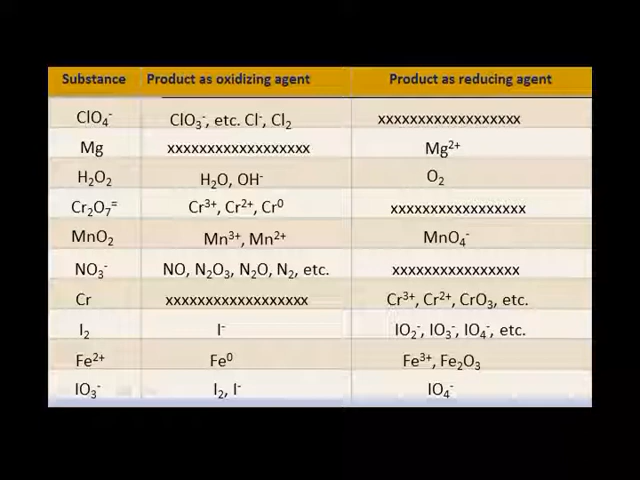 Substance Product as oxidizing agent Product as reducing agent
ClO₄⁻ ClO₃⁻, etc. Cl⁻, Cl₂ xxxxxxxxxxxxxxxxxx
Mg xxxxxxxxxxxxxxxxxx Mg²⁺
H₂O₂ H₂O, OH⁻ O₂
Cr₂O₇⁼ Cr³⁺, Cr²⁺, Cr⁰ xxxxxxxxxxxxxxxxx
MnO₂ Mn³⁺, Mn²⁺ MnO₄⁻
NO₃⁻ NO, N₂O₃, N₂O, N₂, etc. xxxxxxxxxxxxxxxx
Cr xxxxxxxxxxxxxxxxxx Cr³⁺, Cr²⁺, CrO₃, etc.
I₂ I⁻ IO₂⁻, IO₃⁻, IO₄⁻, etc.
Fe²⁺ Fe⁰ Fe³⁺, Fe₂O₃
IO₃⁻ I₂, I⁻ IO₄⁻